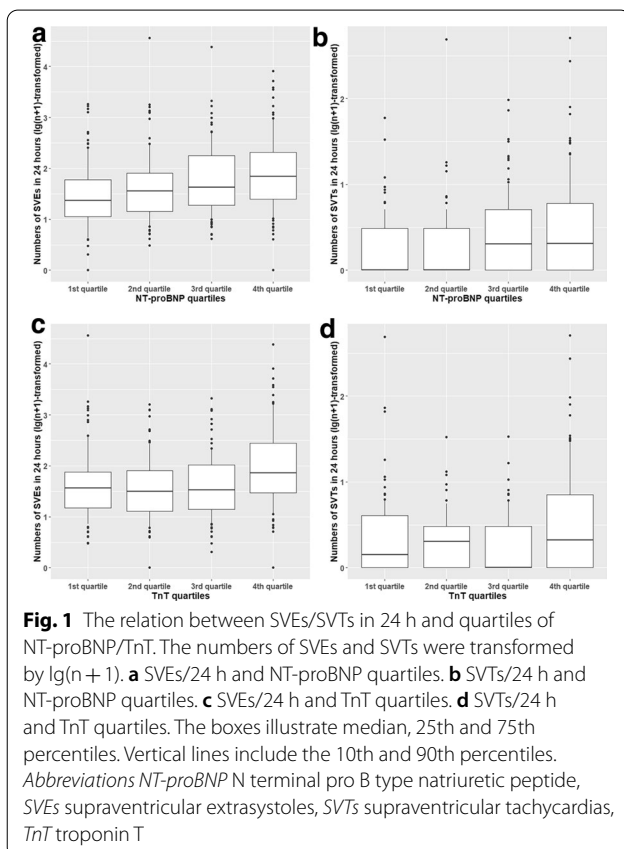 a
Numbers of SVEs in 24 hours (lg(n+1)-transformed)
4
3
2
1
0
1st quartile 2nd quartile 3rd quartile 4th quartile
NT-proBNP quartiles
b
Numbers of SVTs in 24 hours (lg(n+1)-transformed)
2
1
0
1st quartile 2nd quartile 3rd quartile 4th quartile
NT-proBNP quartiles
c
Numbers of SVEs in 24 hours (lg(n+1)-transformed)
4
3
2
1
0
1st quartile 2nd quartile 3rd quartile 4th quartile
TnT quartiles
d
Numbers of SVTs in 24 hours (lg(n+1)-transformed)
2
1
0
1st quartile 2nd quartile 3rd quartile 4th quartile
TnT quartiles
Fig. 1 The relation between SVEs/SVTs in 24 h and quartiles of
NT-proBNP/TnT. The numbers of SVEs and SVTs were transformed
by lg(n + 1). a SVEs/24 h and NT-proBNP quartiles. b SVTs/24 h and
NT-proBNP quartiles. c SVEs/24 h and TnT quartiles. d SVTs/24 h
and TnT quartiles. The boxes illustrate median, 25th and 75th
percentiles. Vertical lines include the 10th and 90th percentiles.
Abbreviations NT-proBNP N terminal pro B type natriuretic peptide,
SVEs supraventricular extrasystoles, SVTs supraventricular tachycardias,
TnT troponin T